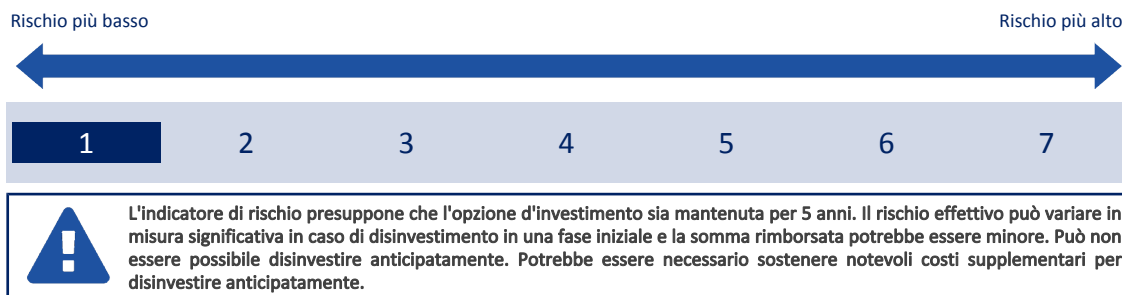 Rischio più basso Rischio più alto
1 2 3 4 5 6 7
L'indicatore di rischio presuppone che l'opzione d'investimento sia mantenuta per 5 anni. Il rischio effettivo può variare in
misura significativa in caso di disinvestimento in una fase iniziale e la somma rimborsata potrebbe essere minore. Può non
essere possibile disinvestire anticipatamente. Potrebbe essere necessario sostenere notevoli costi supplementari per
disinvestire anticipatamente.